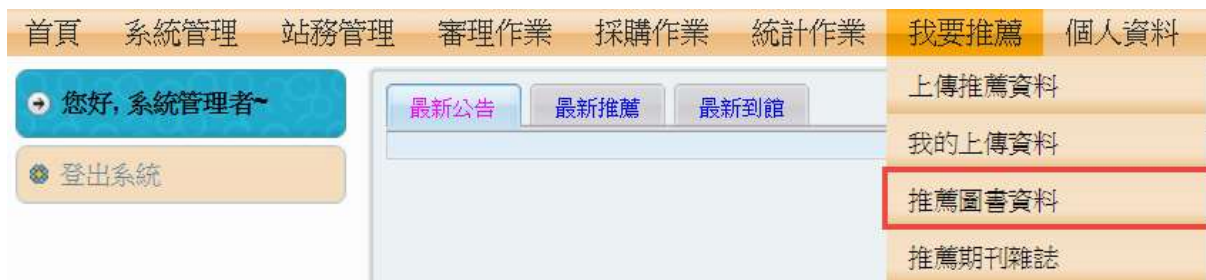 首頁 系統管理 站務管理 審理作業 採購作業 統計作業 我要推薦 個人資料
您好, 系統管理者~
登出系統
最新公告 最新推薦 最新到館
上傳推薦資料
我的上傳資料
推薦圖書資料
推薦期刊雜誌